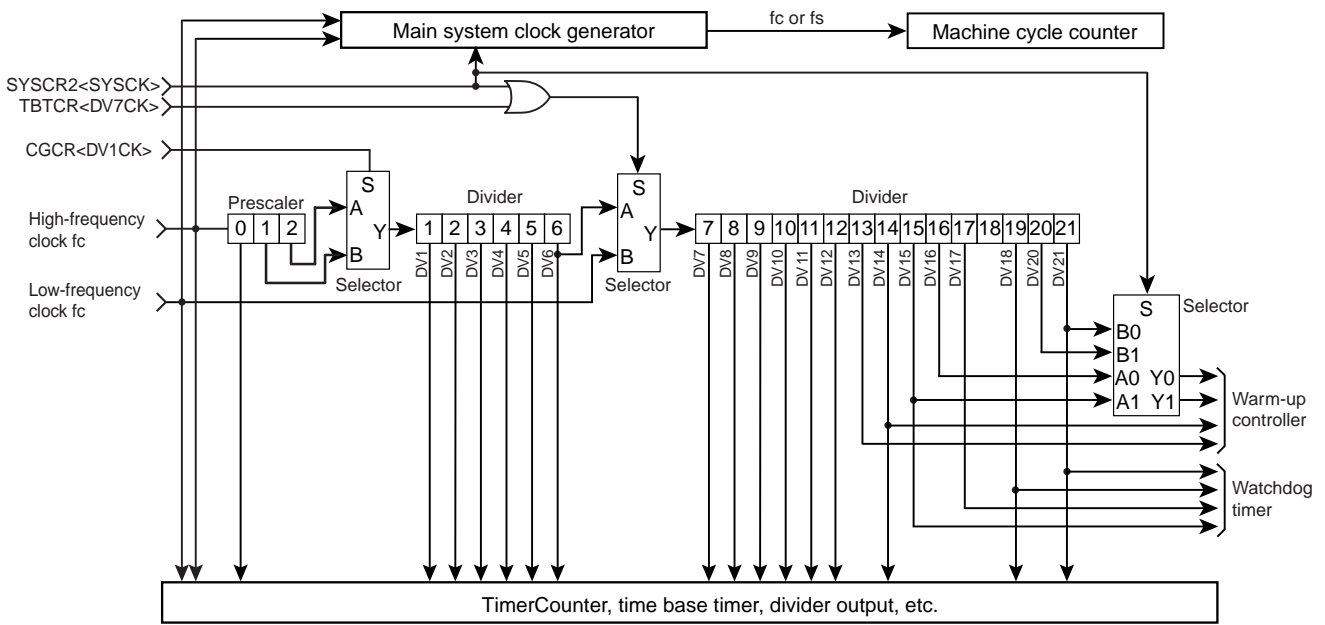 Main system clock generator
fc or fs
Machine cycle counter
SYSCR2<SYSCK>
TBTCR<DV7CK>
CGCR<DV1CK>
High-frequency
clock fc
Low-frequency
clock fc
Prescaler
0 1 2
S
A
B
Y
Selector
Divider
1 2 3 4 5 6
DV1 DV2 DV3 DV4 DV5 DV6
S
A
B
Y
Selector
Divider
7 8 9 10 11 12 13 14 15 16 17 18 19 20 21
DV7 DV8 DV9 DV10 DV11 DV12 DV13 DV14 DV15 DV16 DV17 DV18 DV20 DV21
S
Selector
B0
B1
A0 Y0
A1 Y1
Warm-up
controller
Watchdog
timer
TimerCounter, time base timer, divider output, etc.